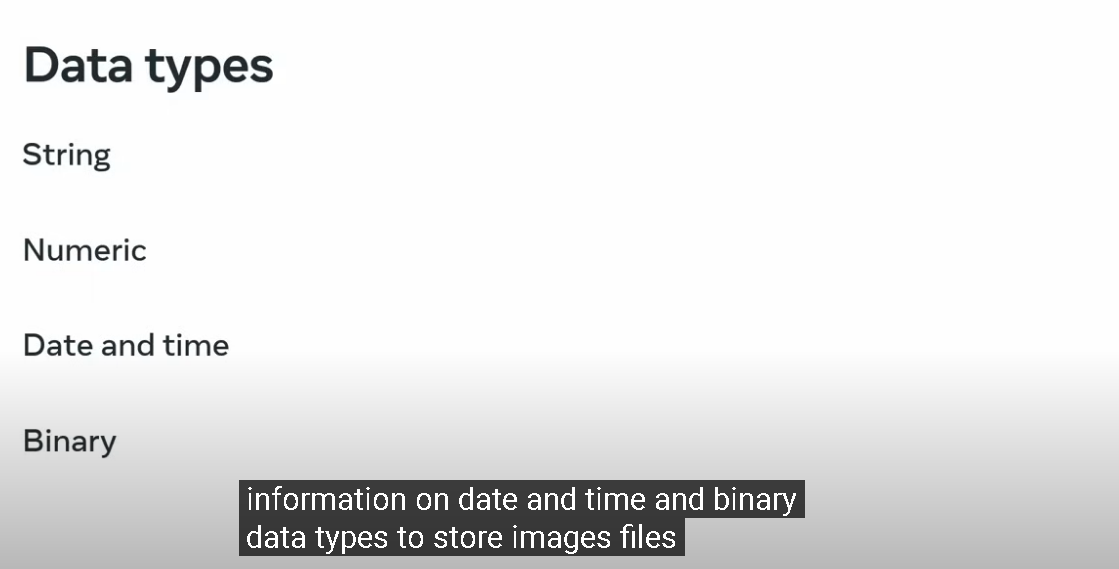 Data types
String
Numeric
Date and time
Binary
information on date and time and binary
data types to store images files